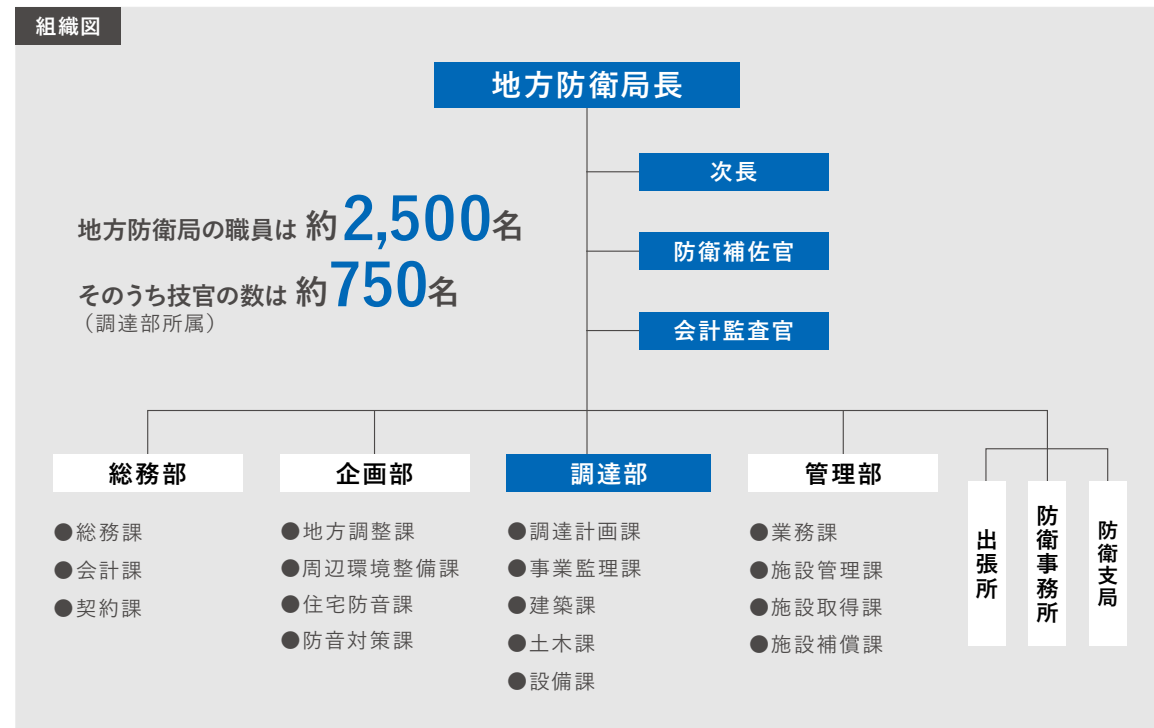 組織図
地方防衛局長
次長
防衛補佐官
会計監査官
地方防衛局の職員は 約2,500名
そのうち技官の数は 約750名
（調達部所属）
総務部
●総務課
●会計課
●契約課
企画部
●地方調整課
●周辺環境整備課
●住宅防音課
●防音対策課
調達部
●調達計画課
●事業監理課
●建築課
●土木課
●設備課
管理部
●業務課
●施設管理課
●施設取得課
●施設補償課
出張所
防衛事務所
防衛支局